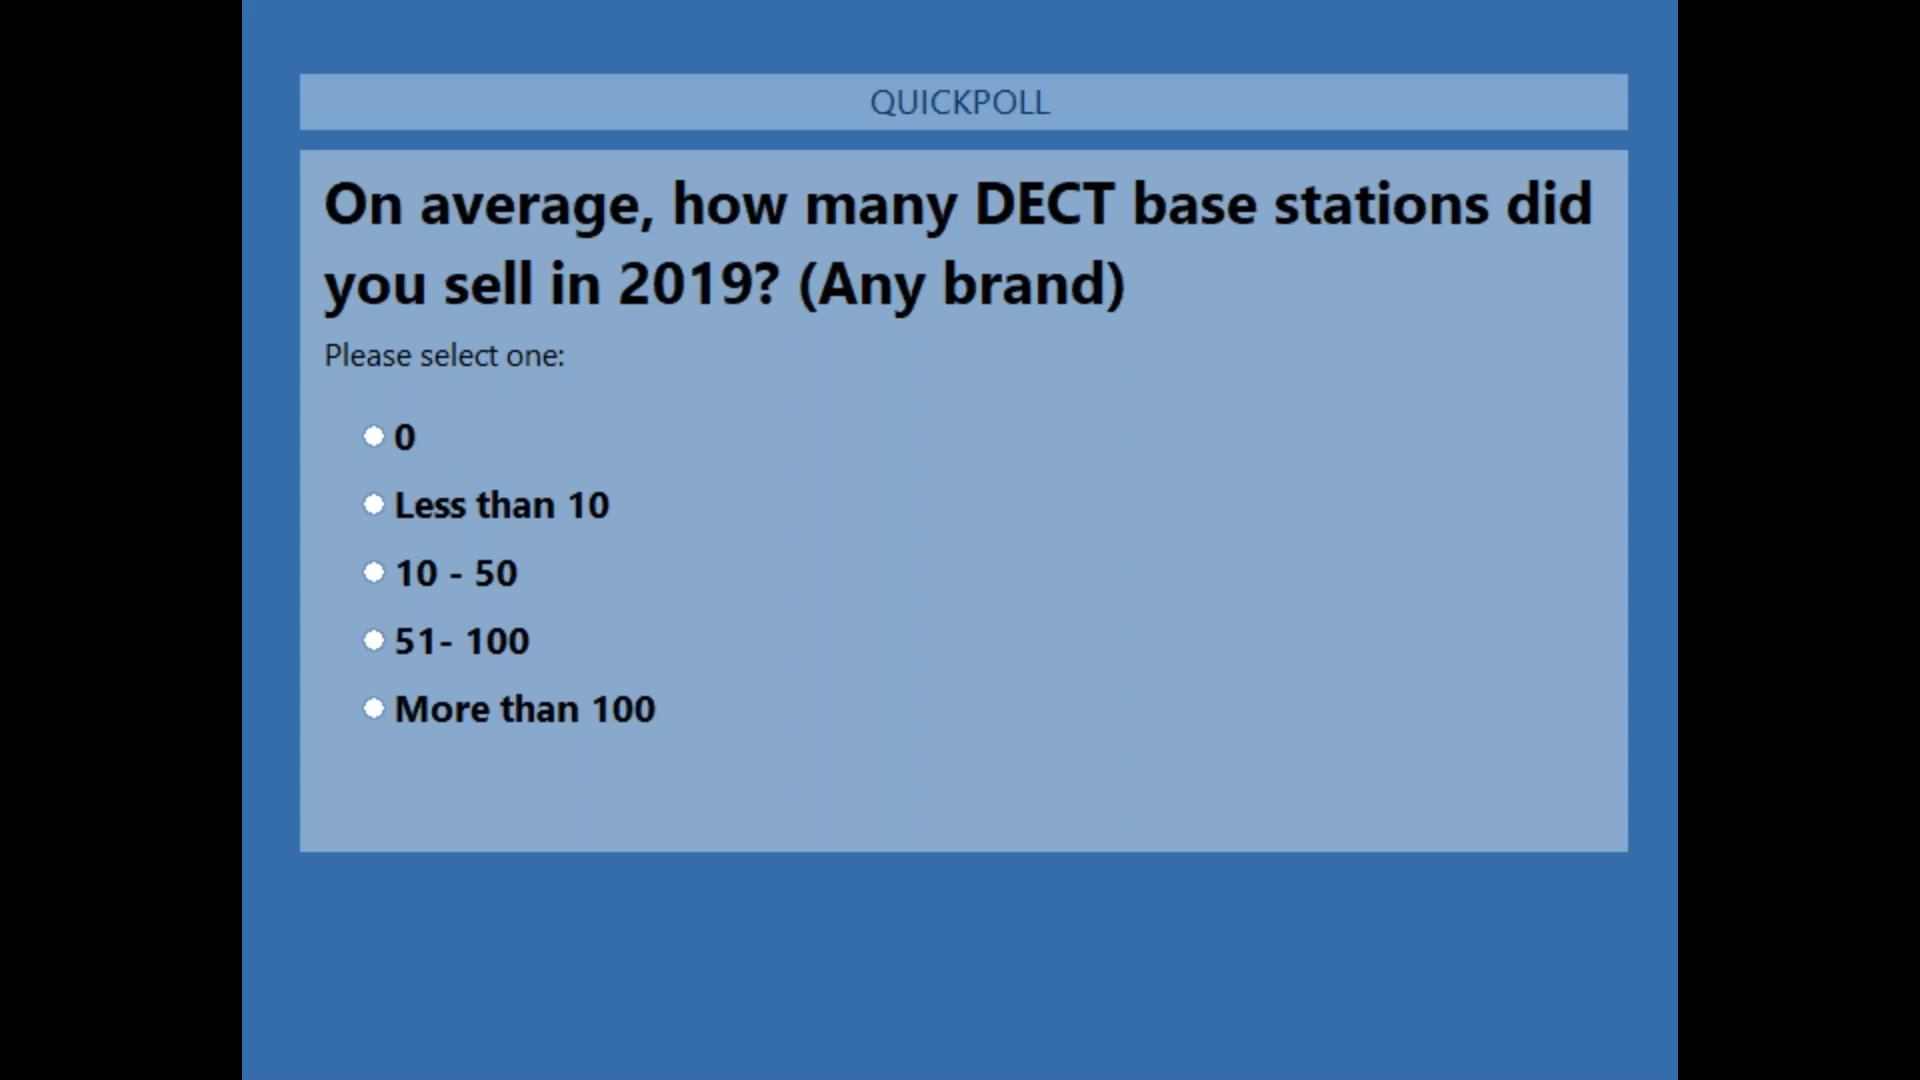 QUICKPOLL
On average, how many DECT base stations did
you sell in 2019? (Any brand)
Please select one:
0
Less than 10
10 - 50
51- 100
More than 100